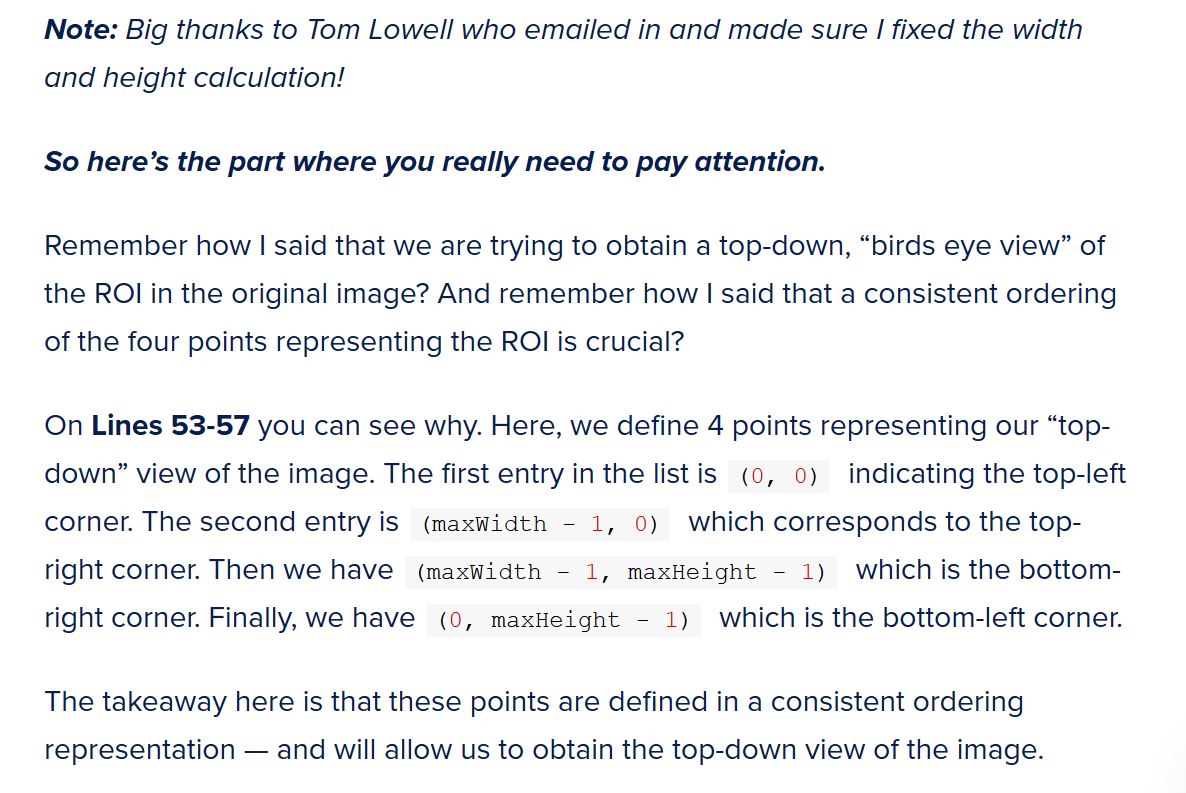 Note: Big thanks to Tom Lowell who emailed in and made sure I fixed the width
and height calculation!
So here’s the part where you really need to pay attention.
Remember how I said that we are trying to obtain a top-down, “birds eye view” of
the ROI in the original image? And remember how I said that a consistent ordering
of the four points representing the ROI is crucial?
On Lines 53-57 you can see why. Here, we define 4 points representing our “top-
down” view of the image. The first entry in the list is (0, 0) indicating the top-left
corner. The second entry is (maxWidth - 1, 0) which corresponds to the top-
right corner. Then we have (maxWidth - 1, maxHeight - 1) which is the bottom-
right corner. Finally, we have (0, maxHeight - 1) which is the bottom-left corner.
The takeaway here is that these points are defined in a consistent ordering
representation — and will allow us to obtain the top-down view of the image.